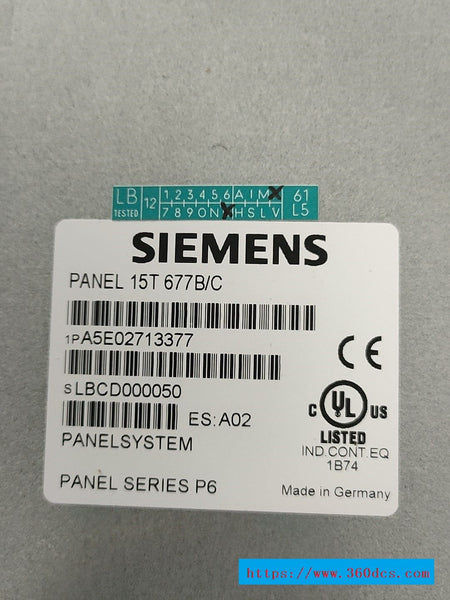 LB 12 1 2 3 4 5 6 A I M 61
TESTED 7 8 9 O N H S L V L5
SIEMENS
PANEL 15T 677B/C
1P A5E02713377
S LBCD000050
ES: A02
PANELSYSTEM
PANEL SERIES P6
CE
C UL US
LISTED
IND.CONT.EQ
1B74
Made in Germany
https://www.360dcs.com